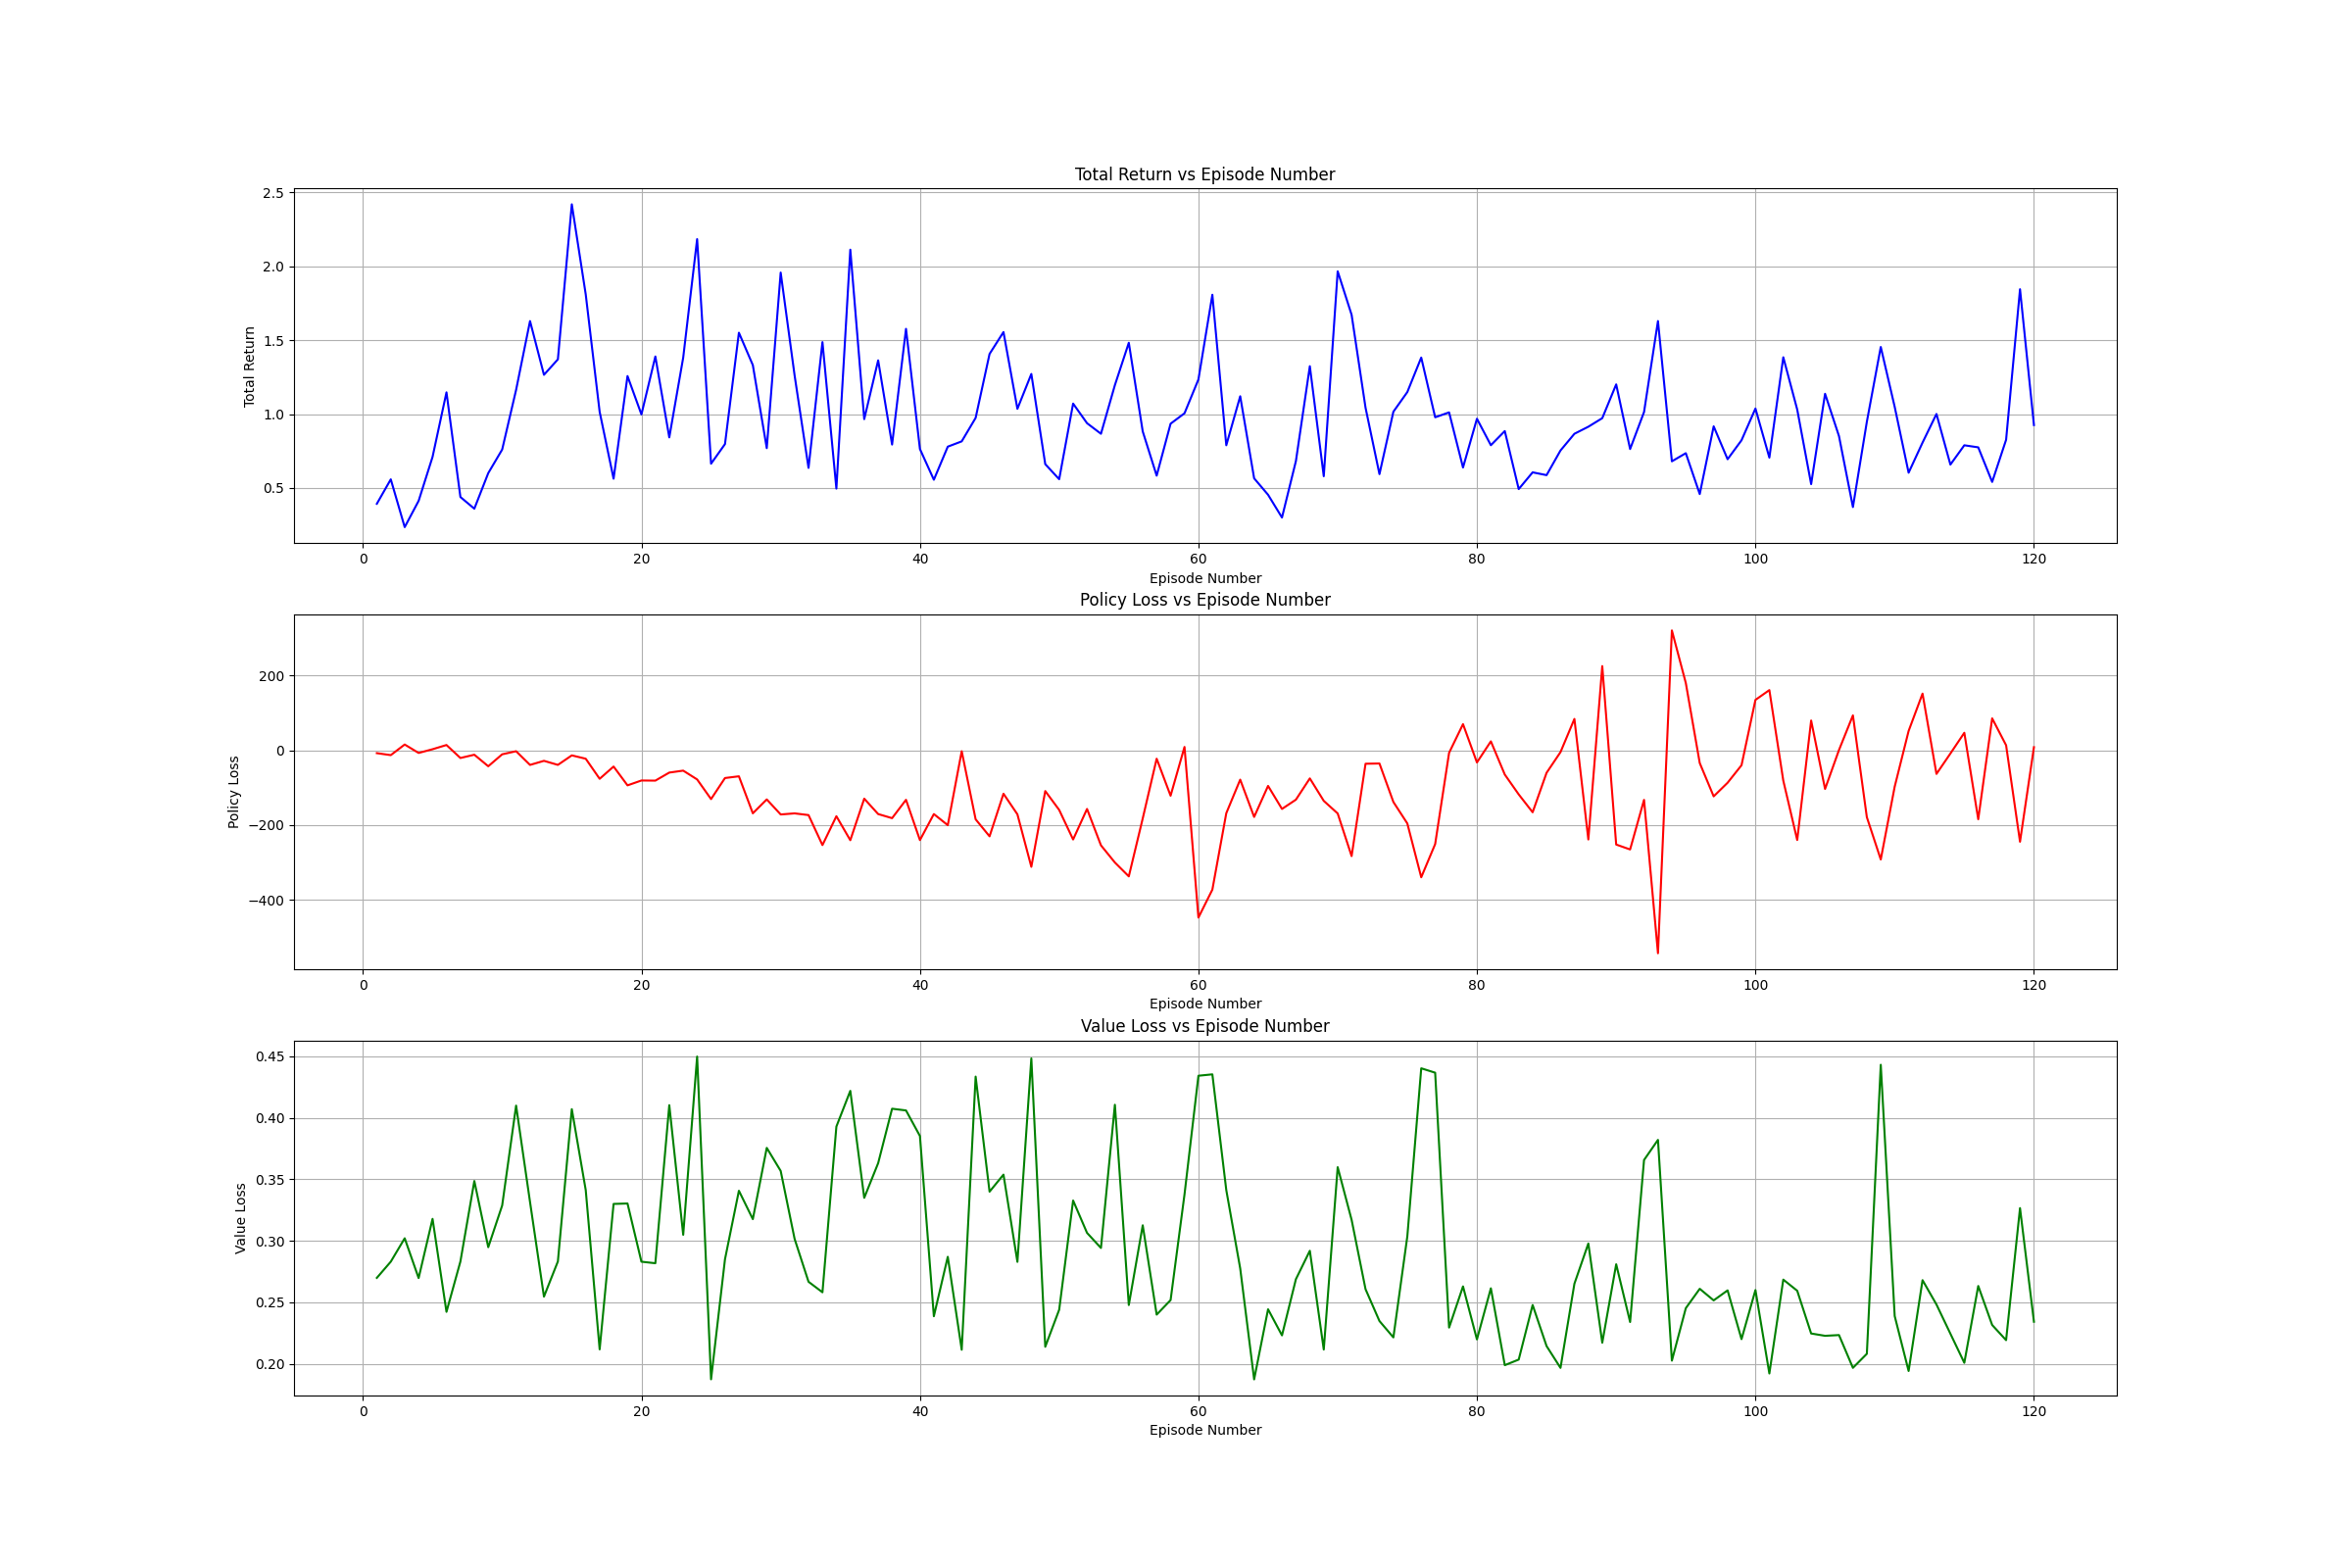 Total Return vs Episode Number
2.5
2.0
1.5
1.0
0.5
Total Return
0 20 40 60 80 100 120
Episode Number
Policy Loss vs Episode Number
200
0
−200
−400
Policy Loss
0 20 40 60 80 100 120
Episode Number
Value Loss vs Episode Number
0.45
0.40
0.35
0.30
0.25
0.20
Value Loss
0 20 40 60 80 100 120
Episode Number